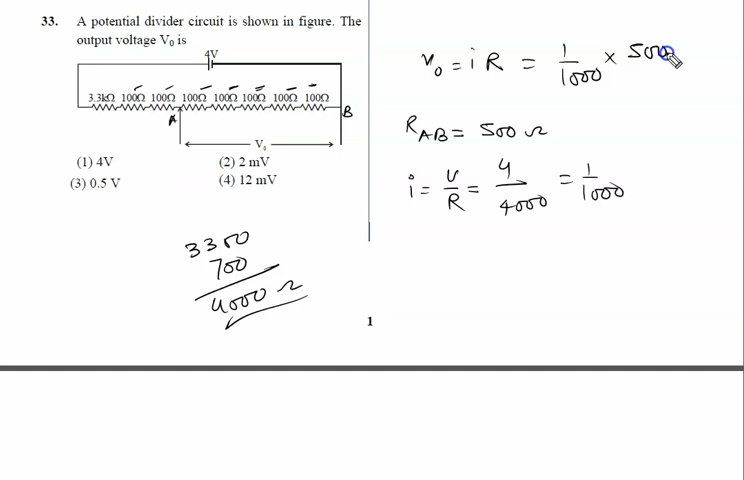 33. A potential divider circuit is shown in figure. The
output voltage V₀ is
4V
3.3kΩ 100Ω 100Ω 100Ω 100Ω 100Ω 100Ω 100Ω
A
B
V₀
(1) 4V (2) 2 mV
(3) 0.5 V (4) 12 mV
3300
700
4000 Ω
1
V₀ = i R = 1/1000 × 500
R_AB = 500 Ω
i = V/R = 4/4000 = 1/1000